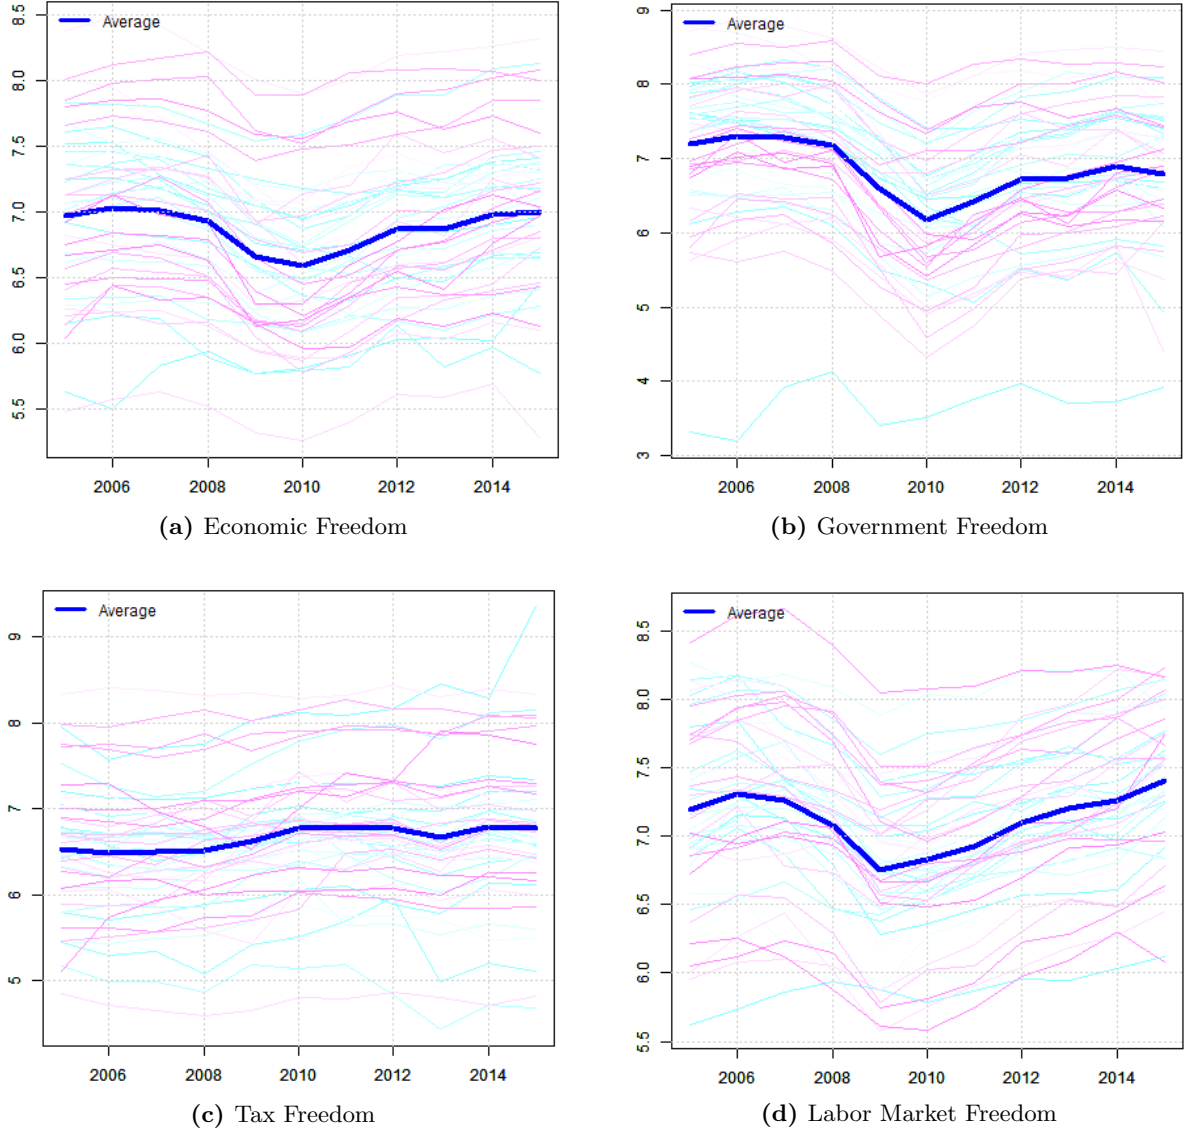 Average
8.5
8.0
7.5
7.0
6.5
6.0
5.5
2006 2008 2010 2012 2014
(a) Economic Freedom
Average
9
8
7
6
5
4
3
2006 2008 2010 2012 2014
(b) Government Freedom
Average
9
8
7
6
5
2006 2008 2010 2012 2014
(c) Tax Freedom
Average
8.5
8.0
7.5
7.0
6.5
6.0
5.5
2006 2008 2010 2012 2014
(d) Labor Market Freedom